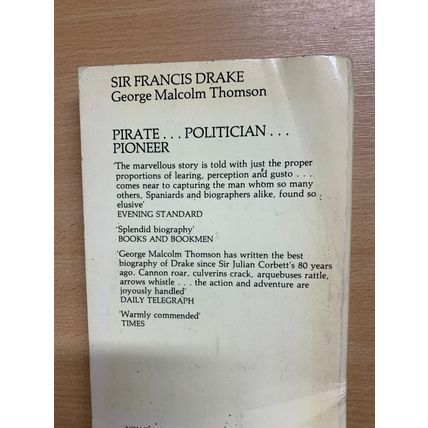 SIR FRANCIS DRAKE
George Malcolm Thomson
PIRATE . . . POLITICIAN . . .
PIONEER
'The marvellous story is told with just the proper
proportions of learing, perception and gusto . . .
comes near to capturing the man whom so many
others, Spaniards and biographers alike, found so
elusive'
EVENING STANDARD
'Splendid biography'
BOOKS AND BOOKMEN
'George Malcolm Thomson has written the best
biography of Drake since Sir Julian Corbett's 80 years
ago. Cannon roar, culverins crack, arquebuses rattle,
arrows whistle . . . the action and adventure are
joyously handled'
DAILY TELEGRAPH
'Warmly commended'
TIMES